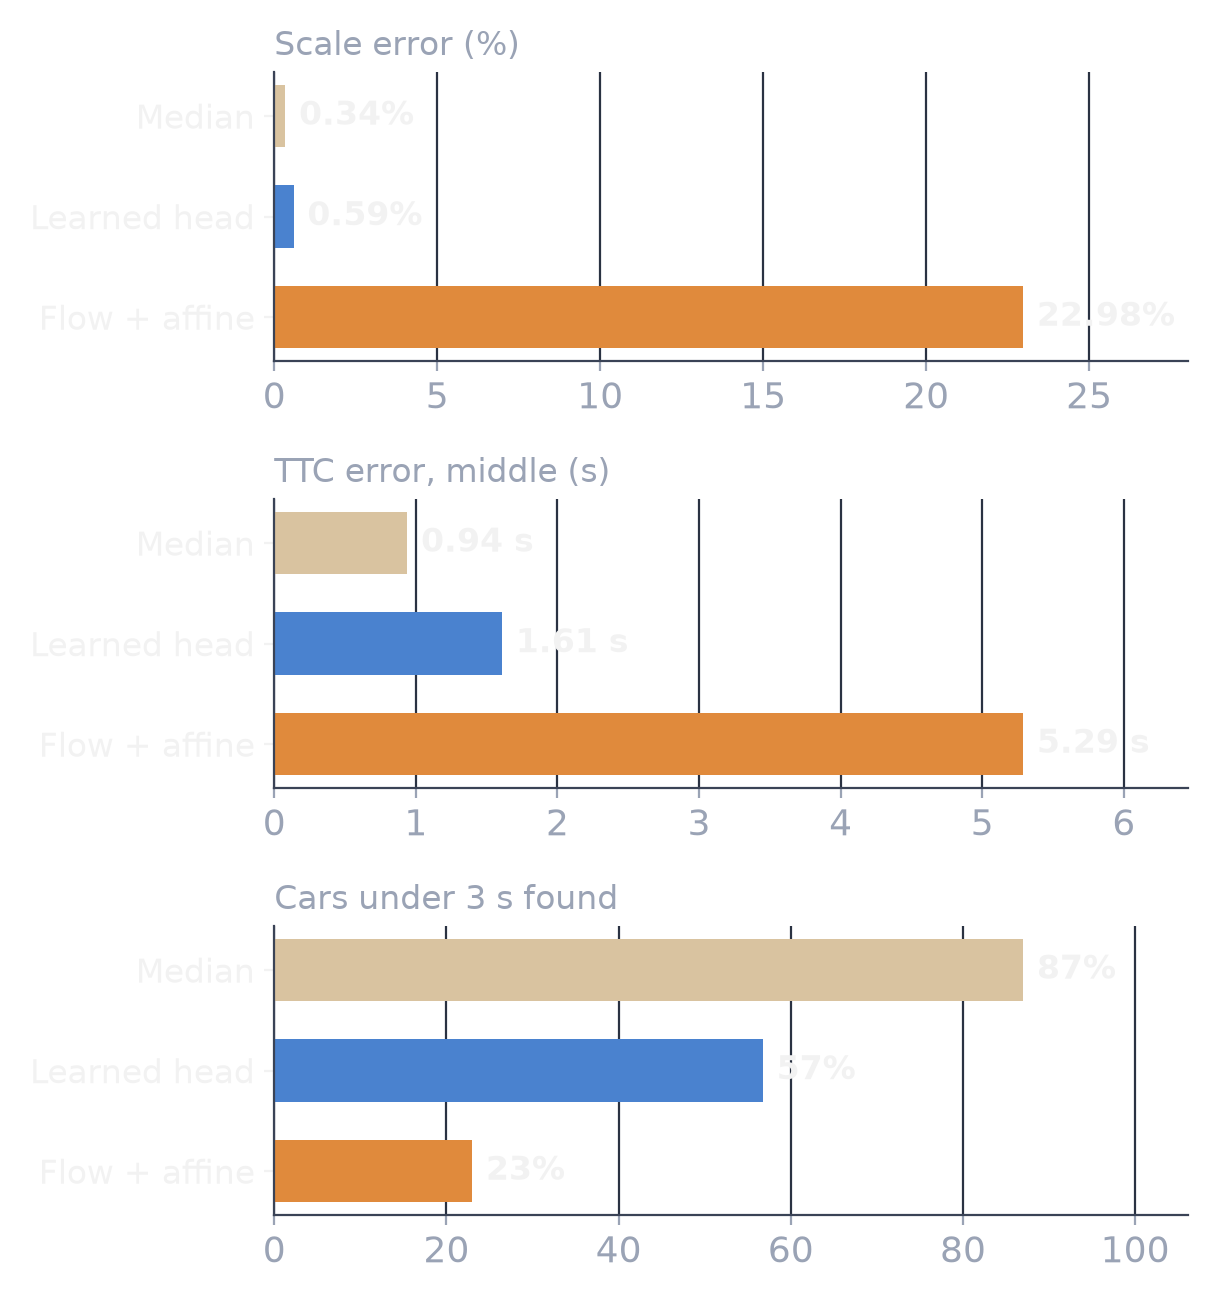 Scale error (%)
Median 0.34%
Learned head 0.59%
Flow + affine 22.98%
0 5 10 15 20 25
TTC error, middle (s)
Median 0.94 s
Learned head 1.61 s
Flow + affine 5.29 s
0 1 2 3 4 5 6
Cars under 3 s found
Median 87%
Learned head 57%
Flow + affine 23%
0 20 40 60 80 100